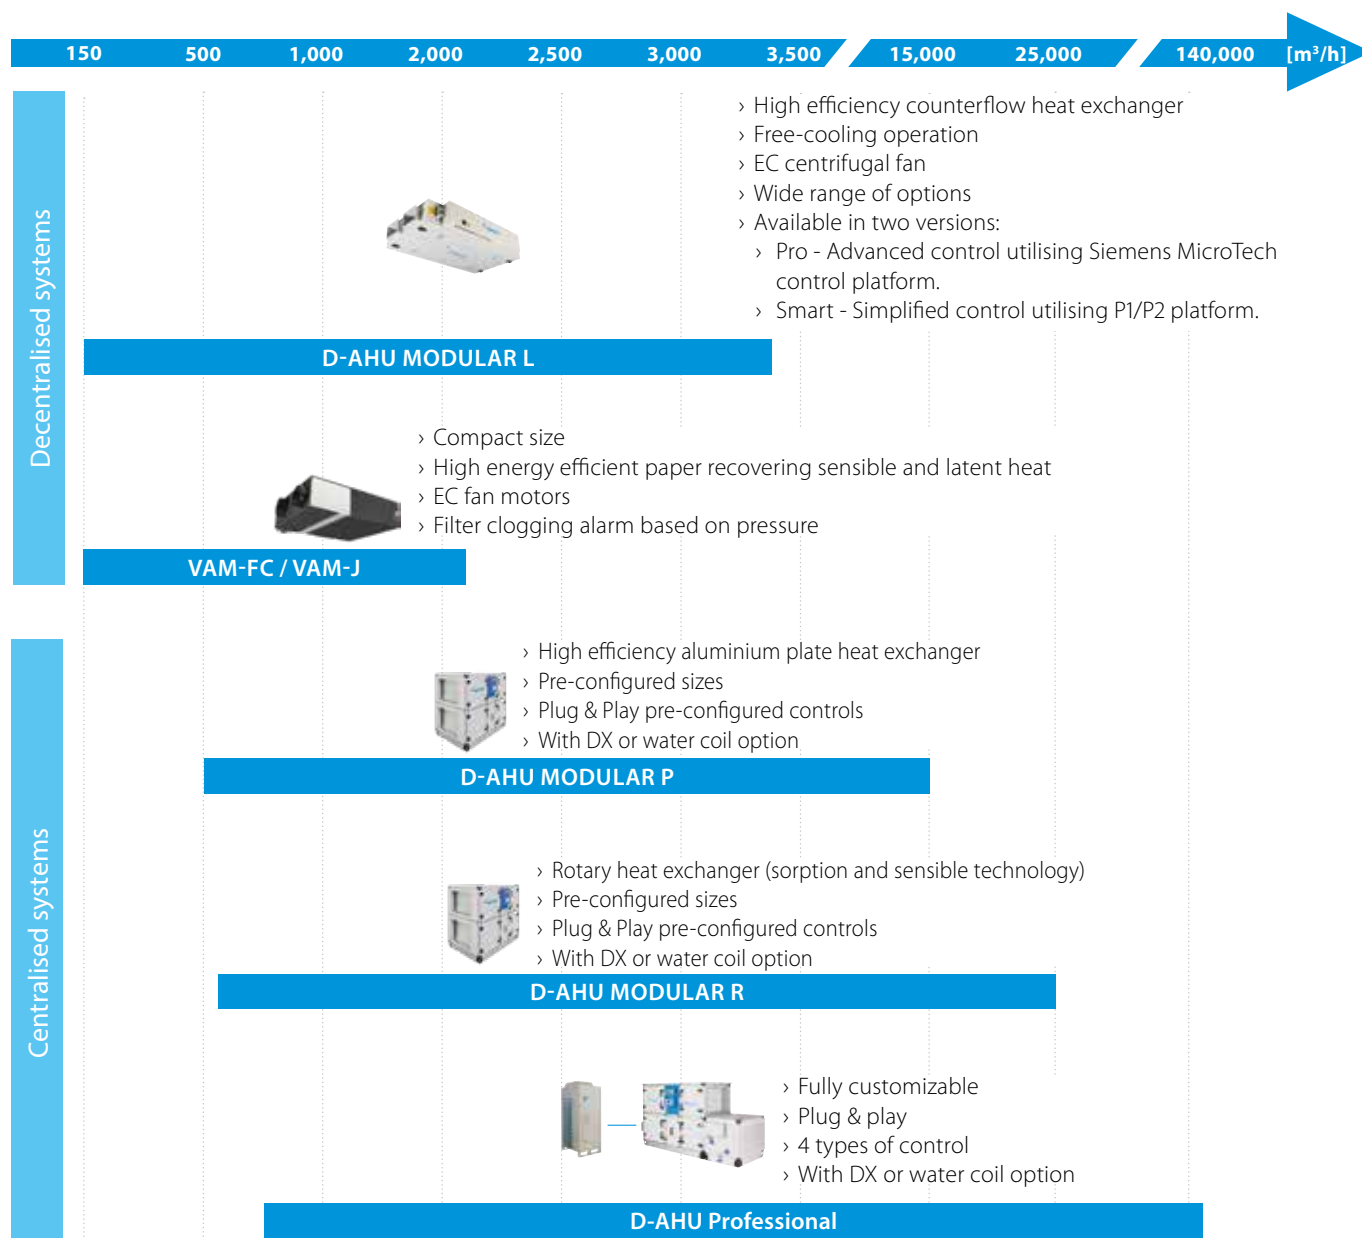 150 500 1,000 2,000 2,500 3,000 3,500 15,000 25,000 140,000 [m³/h]
Decentralised systems
› High efficiency counterflow heat exchanger
› Free-cooling operation
› EC centrifugal fan
› Wide range of options
› Available in two versions:
› Pro - Advanced control utilising Siemens MicroTech
control platform.
› Smart - Simplified control utilising P1/P2 platform.
D-AHU MODULAR L
› Compact size
› High energy efficient paper recovering sensible and latent heat
› EC fan motors
› Filter clogging alarm based on pressure
VAM-FC / VAM-J
Centralised systems
› High efficiency aluminium plate heat exchanger
› Pre-configured sizes
› Plug & Play pre-configured controls
› With DX or water coil option
D-AHU MODULAR P
› Rotary heat exchanger (sorption and sensible technology)
› Pre-configured sizes
› Plug & Play pre-configured controls
› With DX or water coil option
D-AHU MODULAR R
› Fully customizable
› Plug & play
› 4 types of control
› With DX or water coil option
D-AHU Professional